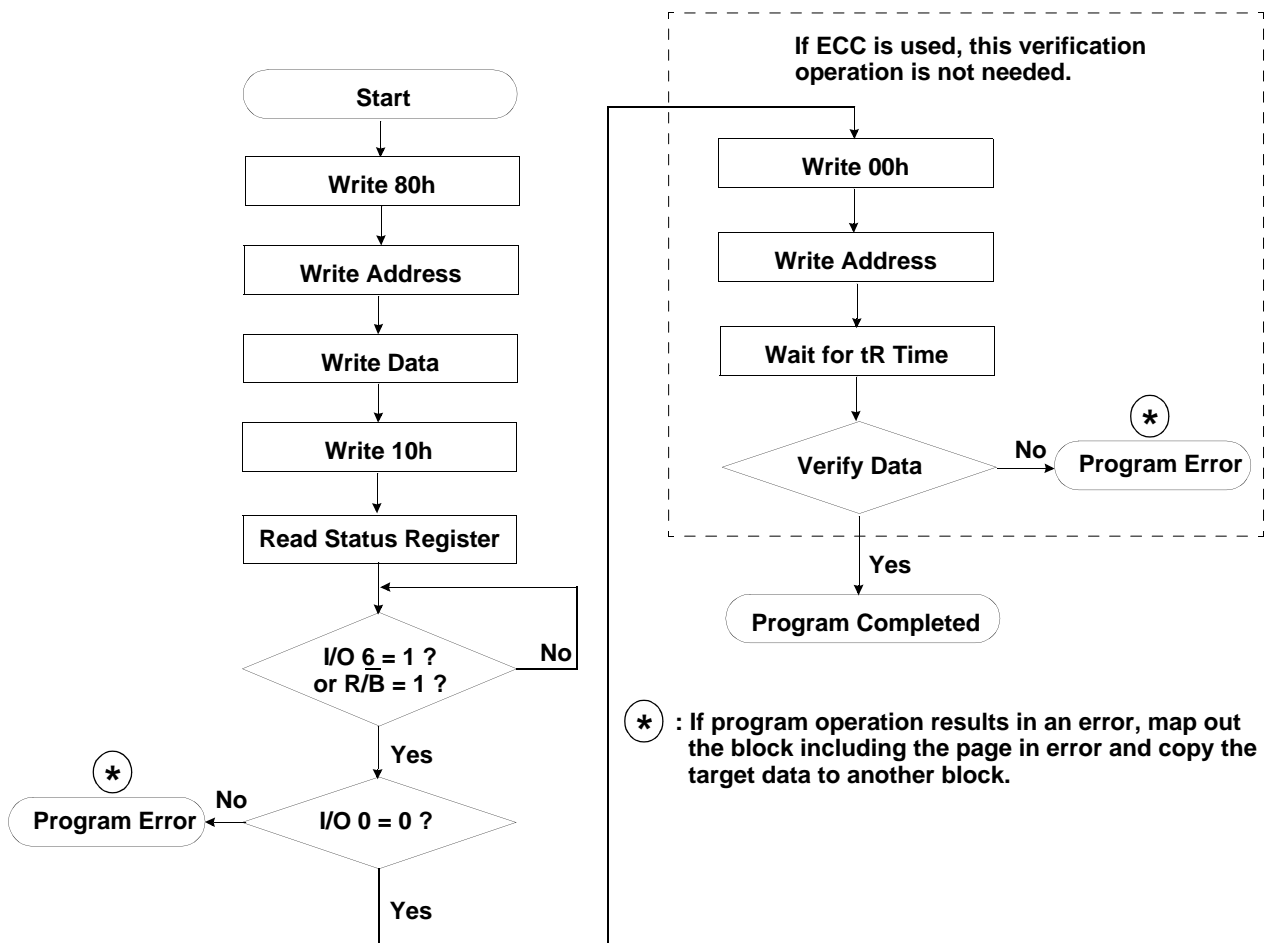 Start
Write 80h
Write Address
Write Data
Write 10h
Read Status Register
I/O 6 = 1 ?
or R/B̅ = 1 ?
No
Yes
*
Program Error
No
I/O 0 = 0 ?
Yes
If ECC is used, this verification
operation is not needed.
Write 00h
Write Address
Wait for tR Time
Verify Data
No
*
Program Error
Yes
Program Completed
* : If program operation results in an error, map out
the block including the page in error and copy the
target data to another block.